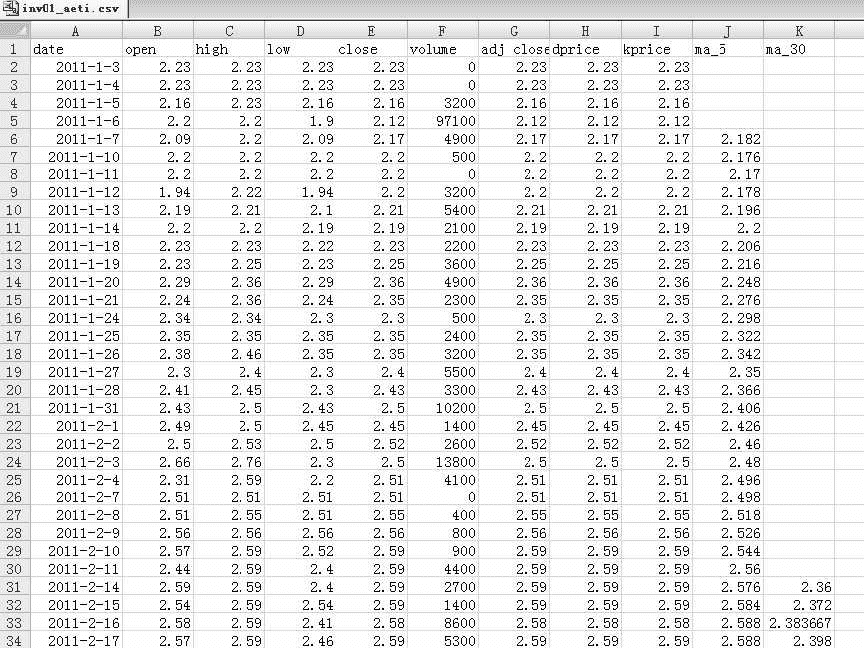 inv01_aeti.csv
A B C D E F G H I J K
1 date open high low close volume adj close dprice kprice ma_5 ma_30
2 2011-1-3 2.23 2.23 2.23 2.23 0 2.23 2.23 2.23
3 2011-1-4 2.23 2.23 2.23 2.23 0 2.23 2.23 2.23
4 2011-1-5 2.16 2.23 2.16 2.16 3200 2.16 2.16 2.16
5 2011-1-6 2.2 2.2 1.9 2.12 97100 2.12 2.12 2.12
6 2011-1-7 2.09 2.2 2.09 2.17 4900 2.17 2.17 2.17 2.182
7 2011-1-10 2.2 2.2 2.2 2.2 500 2.2 2.2 2.2 2.176
8 2011-1-11 2.2 2.2 2.2 2.2 0 2.2 2.2 2.2 2.17
9 2011-1-12 1.94 2.22 1.94 2.2 3200 2.2 2.2 2.2 2.178
10 2011-1-13 2.19 2.21 2.1 2.21 5400 2.21 2.21 2.21 2.196
11 2011-1-14 2.2 2.2 2.19 2.19 2100 2.19 2.19 2.19 2.2
12 2011-1-18 2.23 2.23 2.22 2.23 2200 2.23 2.23 2.23 2.206
13 2011-1-19 2.23 2.25 2.23 2.25 3600 2.25 2.25 2.25 2.216
14 2011-1-20 2.29 2.36 2.29 2.36 4900 2.36 2.36 2.36 2.248
15 2011-1-21 2.24 2.36 2.24 2.35 2300 2.35 2.35 2.35 2.276
16 2011-1-24 2.34 2.34 2.3 2.3 500 2.3 2.3 2.3 2.298
17 2011-1-25 2.35 2.35 2.35 2.35 2400 2.35 2.35 2.35 2.322
18 2011-1-26 2.38 2.46 2.35 2.35 3200 2.35 2.35 2.35 2.342
19 2011-1-27 2.3 2.4 2.3 2.4 5500 2.4 2.4 2.4 2.35
20 2011-1-28 2.41 2.45 2.3 2.43 3300 2.43 2.43 2.43 2.366
21 2011-1-31 2.43 2.5 2.43 2.5 10200 2.5 2.5 2.5 2.406
22 2011-2-1 2.49 2.5 2.45 2.45 1400 2.45 2.45 2.45 2.426
23 2011-2-2 2.5 2.53 2.5 2.52 2600 2.52 2.52 2.52 2.46
24 2011-2-3 2.66 2.76 2.3 2.5 13800 2.5 2.5 2.5 2.48
25 2011-2-4 2.31 2.59 2.2 2.51 4100 2.51 2.51 2.51 2.496
26 2011-2-7 2.51 2.51 2.51 2.51 0 2.51 2.51 2.51 2.498
27 2011-2-8 2.51 2.55 2.51 2.55 400 2.55 2.55 2.55 2.518
28 2011-2-9 2.56 2.56 2.56 2.56 800 2.56 2.56 2.56 2.526
29 2011-2-10 2.57 2.59 2.52 2.59 900 2.59 2.59 2.59 2.544
30 2011-2-11 2.44 2.59 2.4 2.59 4400 2.59 2.59 2.59 2.56
31 2011-2-14 2.59 2.59 2.4 2.59 2700 2.59 2.59 2.59 2.576 2.36
32 2011-2-15 2.54 2.59 2.54 2.59 1400 2.59 2.59 2.59 2.584 2.372
33 2011-2-16 2.58 2.59 2.41 2.58 8600 2.58 2.58 2.58 2.588 2.383667
34 2011-2-17 2.57 2.59 2.46 2.59 5300 2.59 2.59 2.59 2.588 2.398